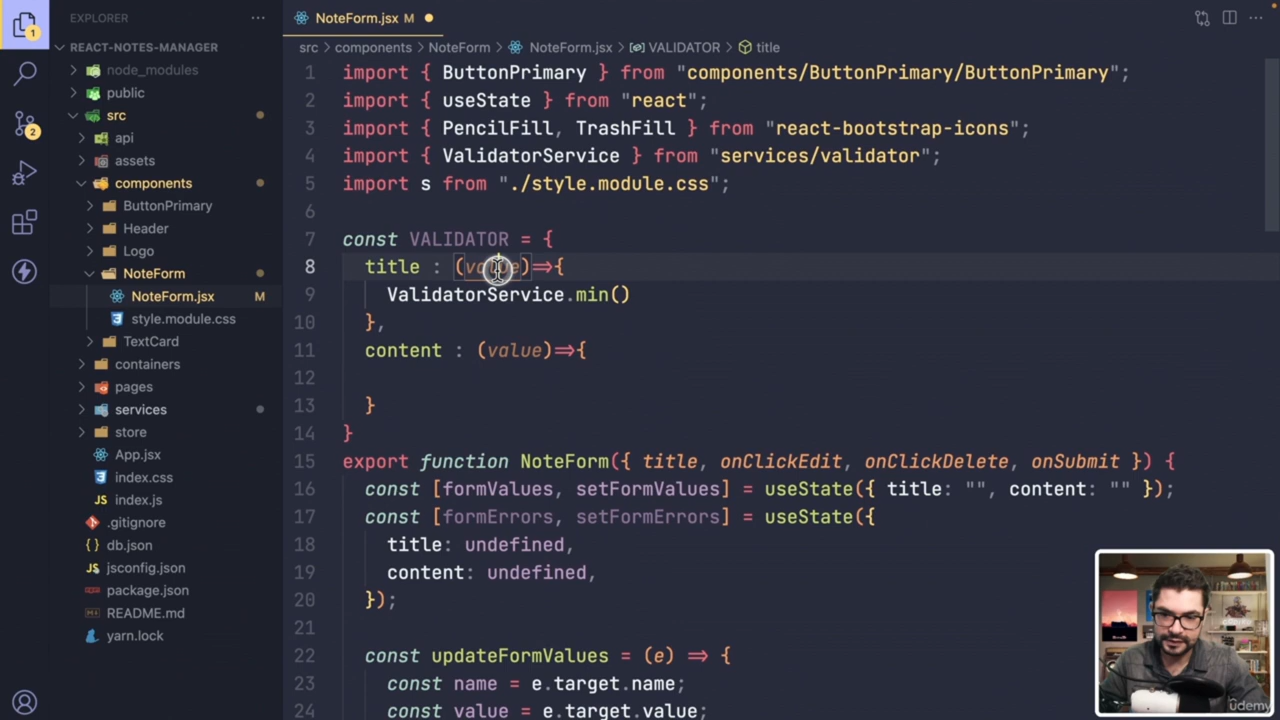 EXPLORER
REACT-NOTES-MANAGER
node_modules
public
src
api
assets
components
ButtonPrimary
Header
Logo
NoteForm
NoteForm.jsx M
style.module.css
TextCard
containers
pages
services
store
App.jsx
index.css
index.js
.gitignore
db.json
jsconfig.json
package.json
README.md
yarn.lock
1
2
NoteForm.jsx M
src > components > NoteForm > NoteForm.jsx > VALIDATOR > title
1 import { ButtonPrimary } from "components/ButtonPrimary/ButtonPrimary";
2 import { useState } from "react";
3 import { PencilFill, TrashFill } from "react-bootstrap-icons";
4 import { ValidatorService } from "services/validator";
5 import s from "./style.module.css";
6
7 const VALIDATOR = {
8 title : (value)=>{
9 ValidatorService.min()
10 },
11 content : (value)=>{
12
13 }
14 }
15 export function NoteForm({ title, onClickEdit, onClickDelete, onSubmit }) {
16 const [formValues, setFormValues] = useState({ title: "", content: "" });
17 const [formErrors, setFormErrors] = useState({
18 title: undefined,
19 content: undefined,
20 });
21
22 const updateFormValues = (e) => {
23 const name = e.target.name;
24 const value = e.target.value;
udemy